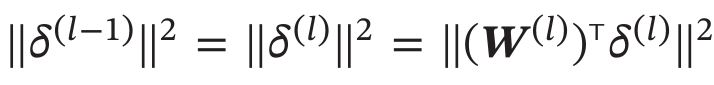 ‖δ^(l−1)‖² = ‖δ^(l)‖² = ‖(W^(l))^⊤δ^(l)‖²